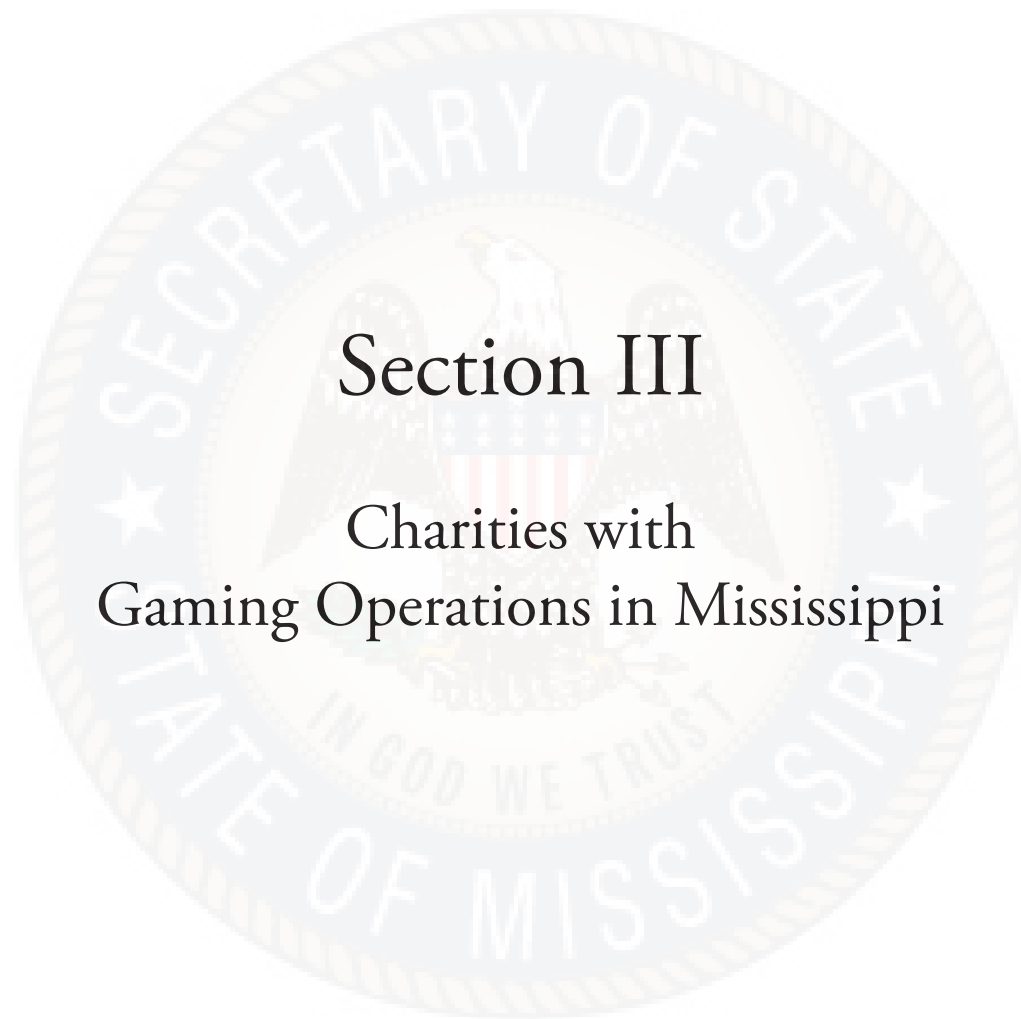 SECRETARY OF STATE
Section III
Charities with
Gaming Operations in Mississippi
IN GOD WE TRUST
STATE OF MISSISSIPPI